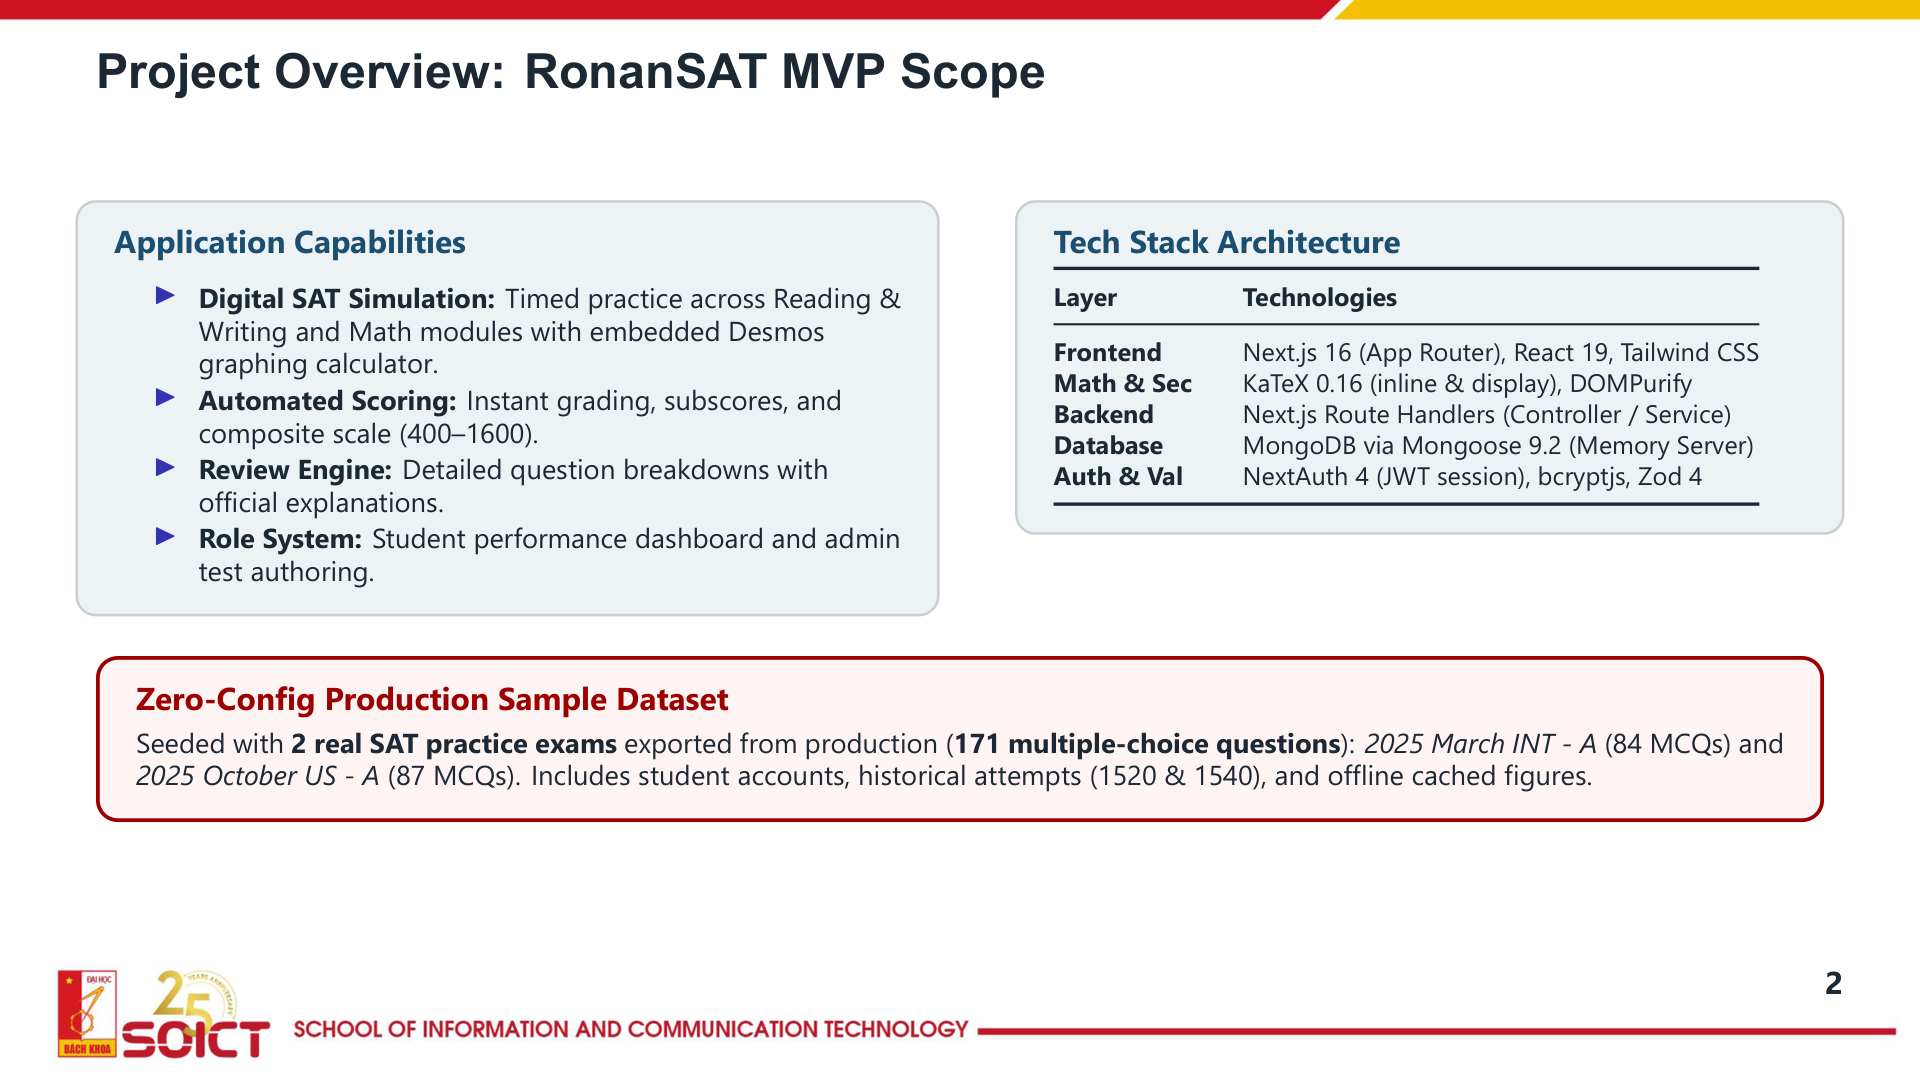 Project Overview: RonanSAT MVP Scope
Application Capabilities
Digital SAT Simulation: Timed practice across Reading &
Writing and Math modules with embedded Desmos
graphing calculator.
Automated Scoring: Instant grading, subscores, and
composite scale (400–1600).
Review Engine: Detailed question breakdowns with
official explanations.
Role System: Student performance dashboard and admin
test authoring.
Tech Stack Architecture
Layer Technologies
Frontend Next.js 16 (App Router), React 19, Tailwind CSS
Math & Sec KaTeX 0.16 (inline & display), DOMPurify
Backend Next.js Route Handlers (Controller / Service)
Database MongoDB via Mongoose 9.2 (Memory Server)
Auth & Val NextAuth 4 (JWT session), bcryptjs, Zod 4
Zero-Config Production Sample Dataset
Seeded with 2 real SAT practice exams exported from production (171 multiple-choice questions): 2025 March INT - A (84 MCQs) and
2025 October US - A (87 MCQs). Includes student accounts, historical attempts (1520 & 1540), and offline cached figures.
2
ĐẠI HỌC
BÁCH KHOA
25
YEARS ANNIVERSARY
SOICT
SCHOOL OF INFORMATION AND COMMUNICATION TECHNOLOGY